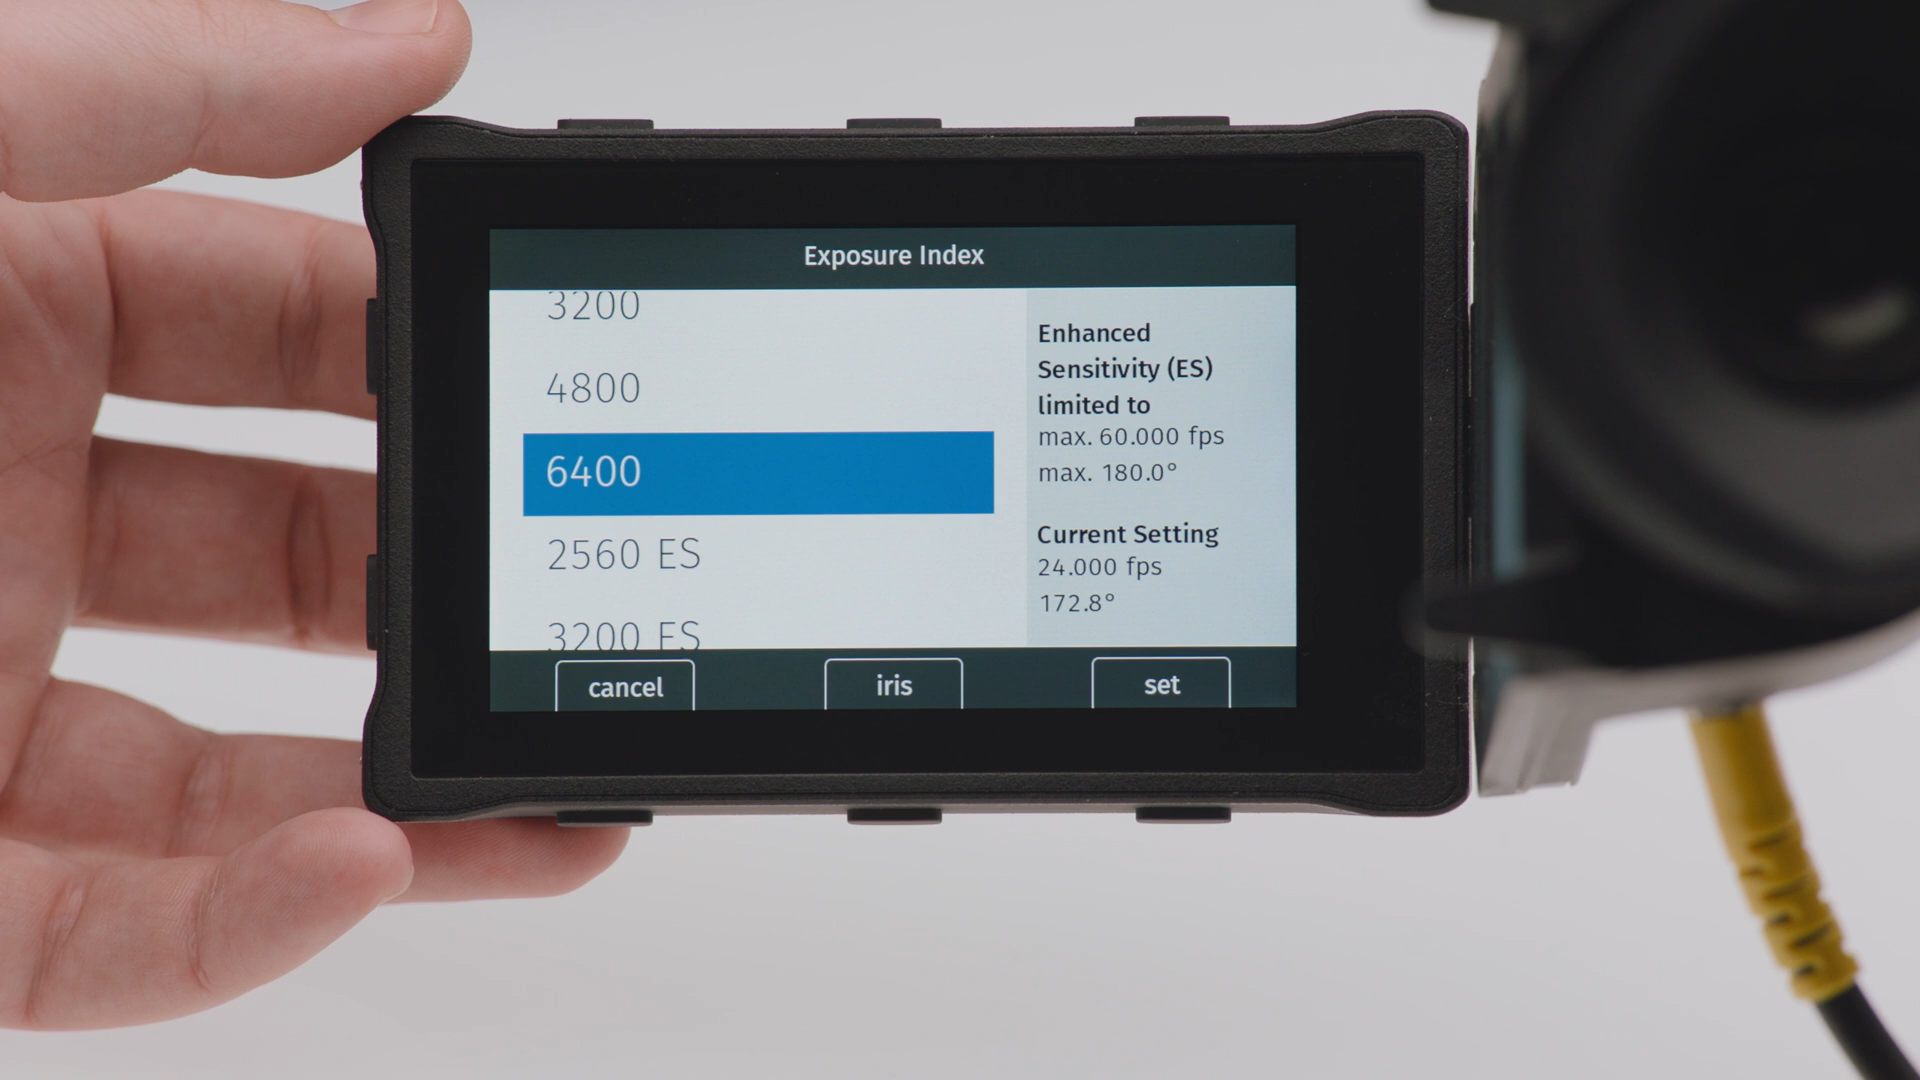 Exposure Index
3200
4800
6400
2560 ES
3200 ES
Enhanced
Sensitivity (ES)
limited to
max. 60.000 fps
max. 180.0°
Current Setting
24.000 fps
172.8°
cancel
iris
set